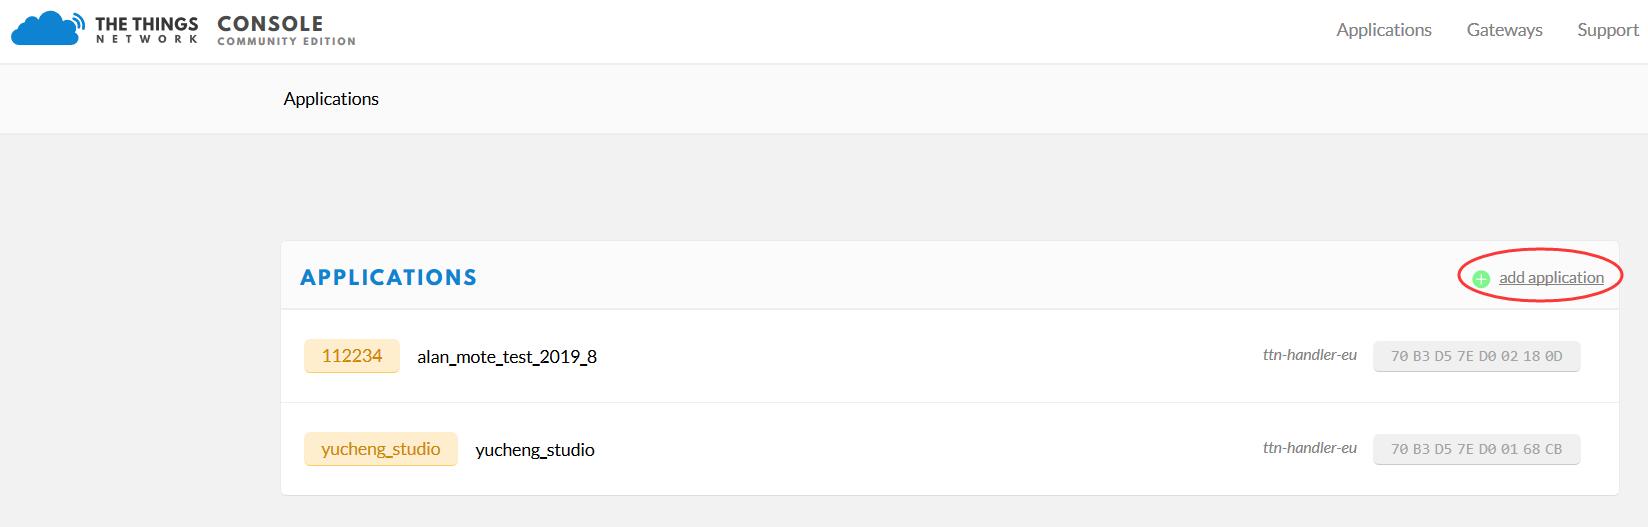 THE THINGS NETWORK CONSOLE COMMUNITY EDITION
Applications Gateways Support
Applications
APPLICATIONS add application
112234 alan_mote_test_2019_8 ttn-handler-eu 70 B3 D5 7E D0 02 18 0D
yucheng_studio yucheng_studio ttn-handler-eu 70 B3 D5 7E D0 01 68 CB